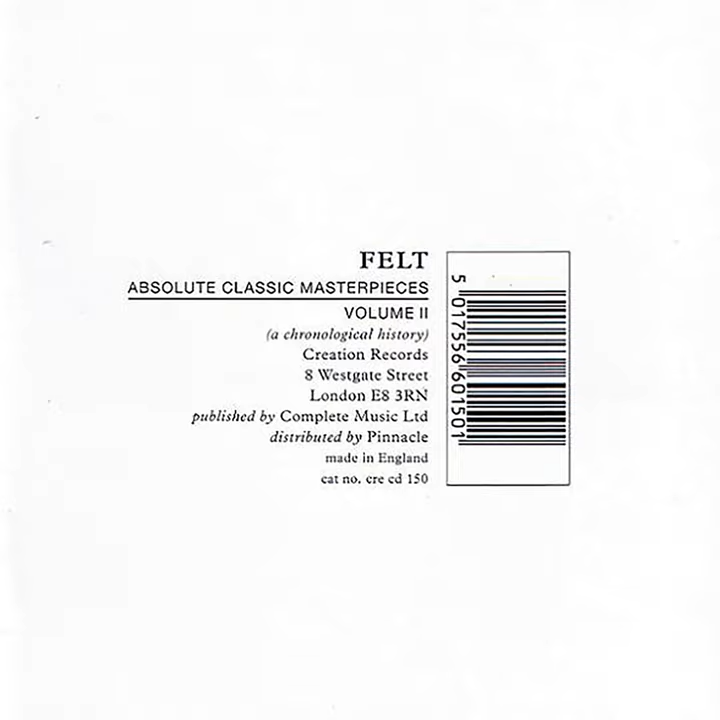 FELT
ABSOLUTE CLASSIC MASTERPIECES
VOLUME II
(a chronological history)
Creation Records
8 Westgate Street
London E8 3RN
published by Complete Music Ltd
distributed by Pinnacle
made in England
cat no. cre cd 150
5 017556 601501